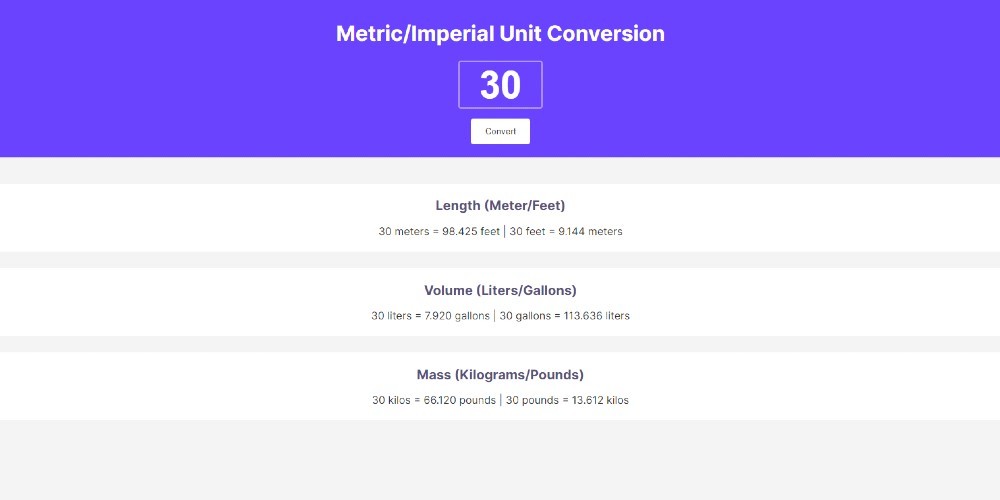 Metric/Imperial Unit Conversion
30
Convert
Length (Meter/Feet)
30 meters = 98.425 feet | 30 feet = 9.144 meters
Volume (Liters/Gallons)
30 liters = 7.920 gallons | 30 gallons = 113.636 liters
Mass (Kilograms/Pounds)
30 kilos = 66.120 pounds | 30 pounds = 13.612 kilos